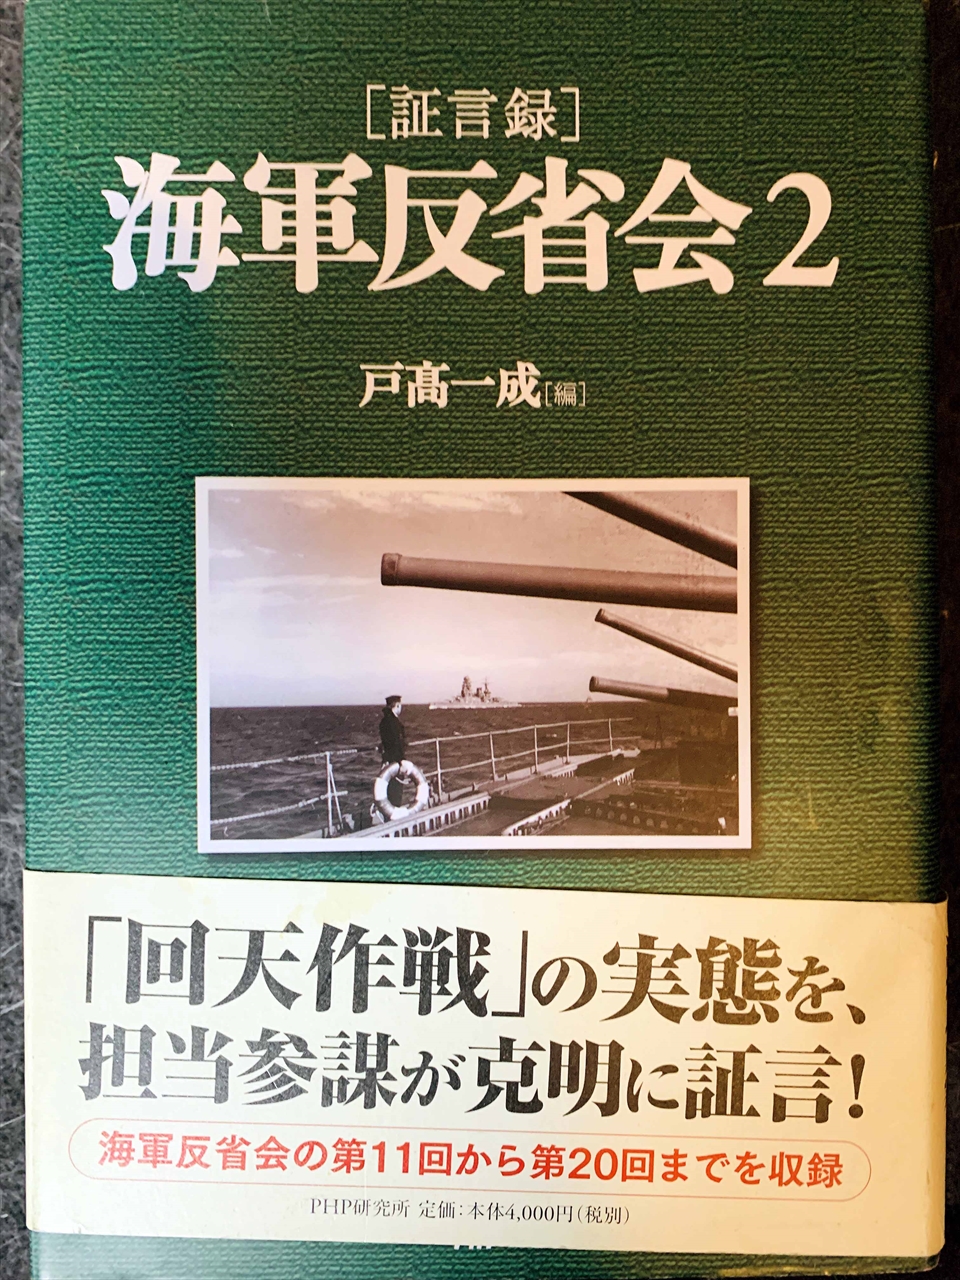 ［証言録］
海軍反省会2
戸髙一成［編］
「回天作戦」の実態を、
担当参謀が克明に証言！
海軍反省会の第11回から第20回までを収録
PHP研究所 定価：本体4,000円（税別）